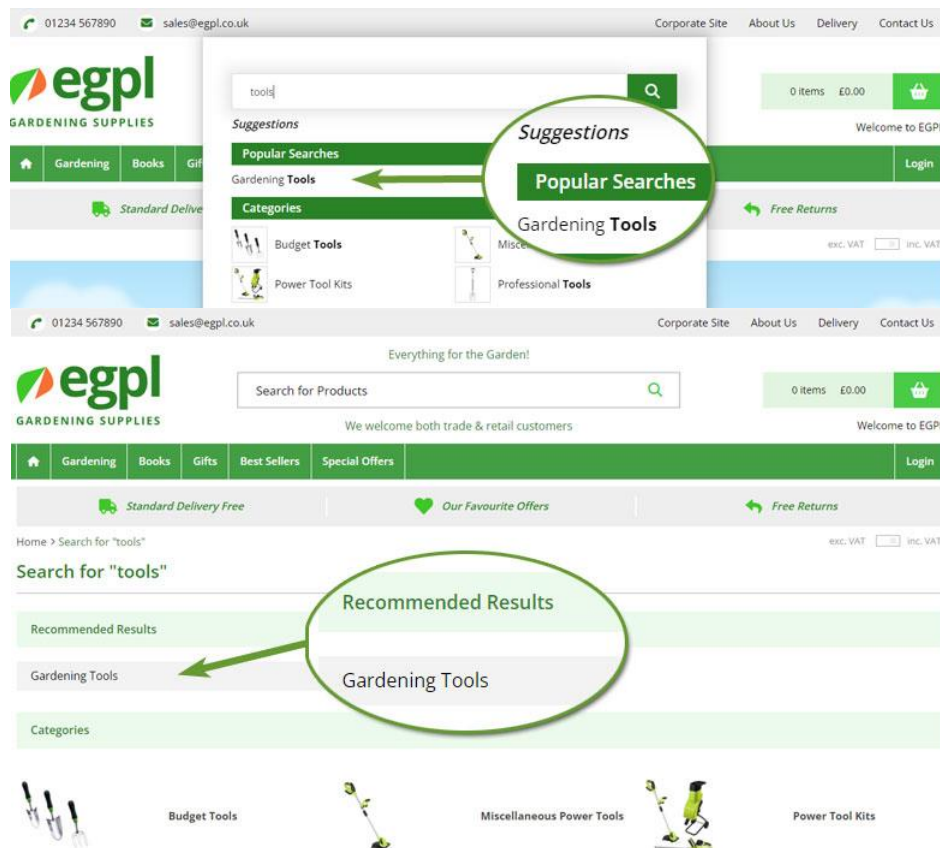 01234 567890 sales@egpl.co.uk Corporate Site About Us Delivery Contact Us
egpl
GARDENING SUPPLIES
tools
0 items £0.00
Welcome to EGPL
Suggestions
Popular Searches
Gardening Tools
Suggestions
Popular Searches
Gardening Tools
Gardening Books Login
Categories
Standard Free Returns
Budget Tools
exc. VAT inc. VAT
Power Tool Kits Professional Tools
01234 567890 sales@egpl.co.uk Corporate Site About Us Delivery Contact Us
Everything for the Garden!
egpl
GARDENING SUPPLIES
Search for Products
0 items £0.00
We welcome both trade & retail customers
Welcome to EGPL
Gardening Books Gifts Best Sellers Special Offers Login
Standard Delivery Free Our Favourite Offers Free Returns
Home > Search for "tools" exc. VAT inc. VAT
Search for "tools"
Recommended Results
Gardening Tools
Recommended Results
Gardening Tools
Categories
Budget Tools Miscellaneous Power Tools Power Tool Kits